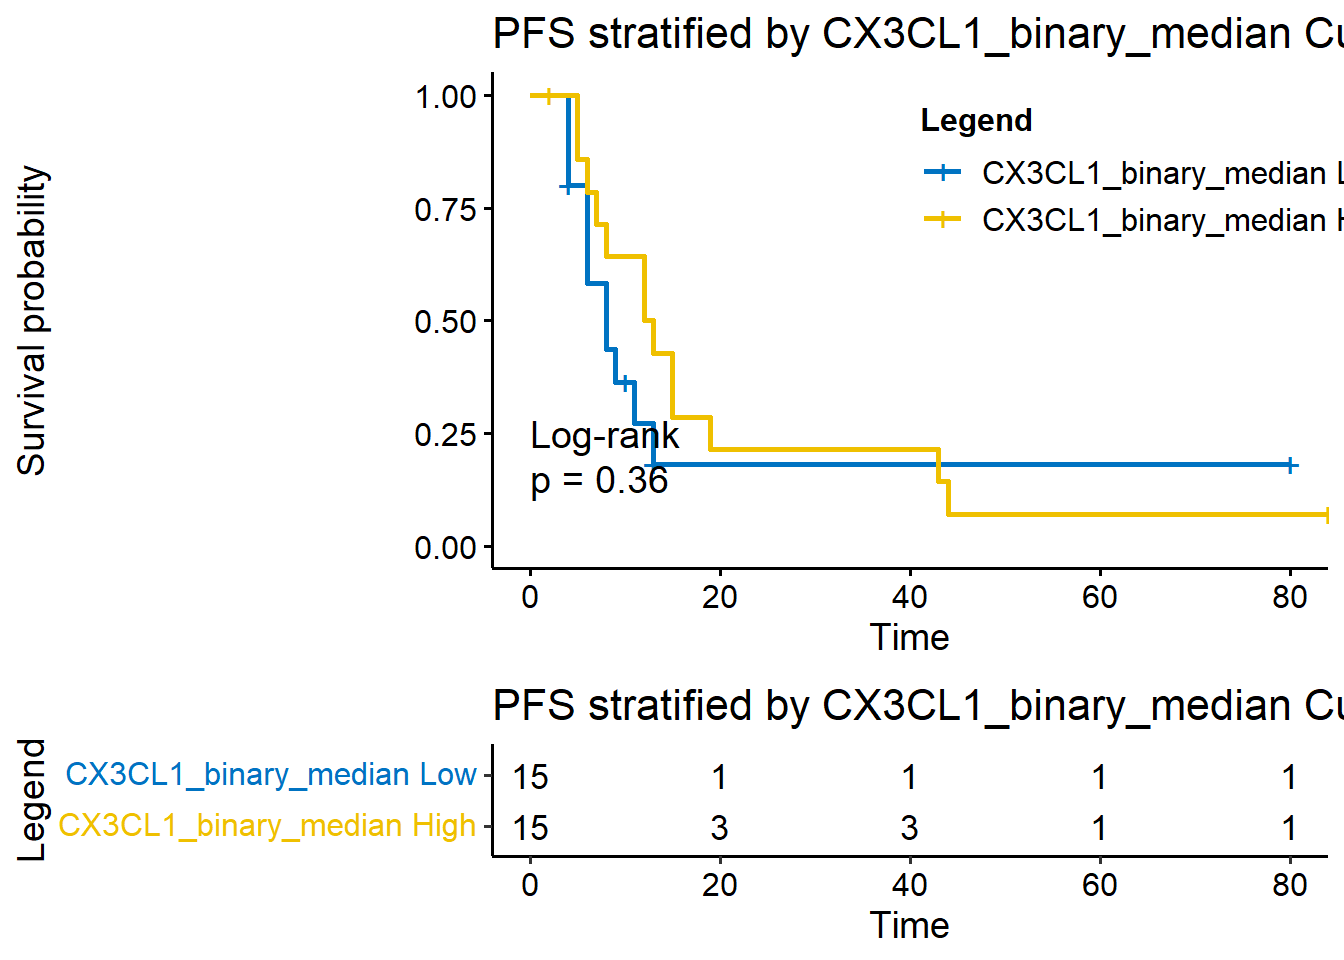 PFS stratified by CX3CL1_binary_median Cu
Survival probability
1.00
0.75
0.50
0.25
0.00
Legend
CX3CL1_binary_median L
CX3CL1_binary_median H
Log-rank
p = 0.36
0 20 40 60 80
Time
PFS stratified by CX3CL1_binary_median Cu
Legend
CX3CL1_binary_median Low 15 1 1 1 1
CX3CL1_binary_median High 15 3 3 1 1
0 20 40 60 80
Time